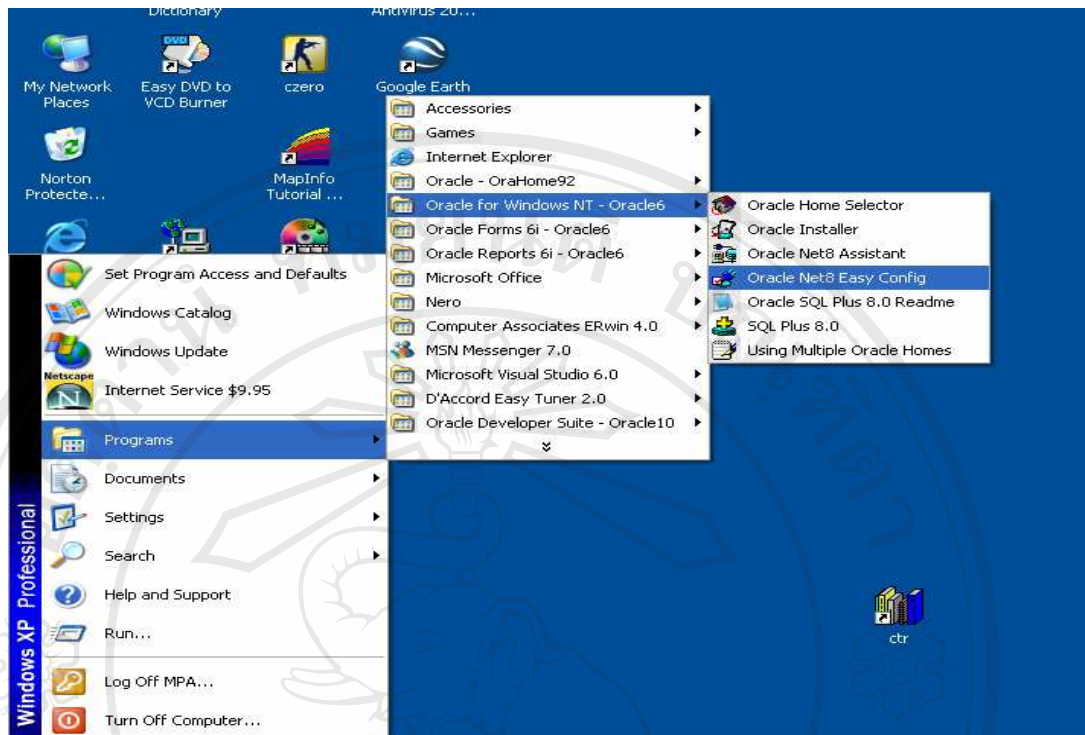 Dictionary
Antivirus 20...
My Network Places
Easy DVD to VCD Burner
czero
Google Earth
Norton Protecte...
MapInfo Tutorial ...
Accessories
Games
Internet Explorer
Oracle - OraHome92
Oracle for Windows NT - Oracle6
Oracle Forms 6i - Oracle6
Oracle Reports 6i - Oracle6
Microsoft Office
Nero
Computer Associates ERwin 4.0
MSN Messenger 7.0
Microsoft Visual Studio 6.0
D'Accord Easy Tuner 2.0
Oracle Developer Suite - Oracle10
Oracle Home Selector
Oracle Installer
Oracle Net8 Assistant
Oracle Net8 Easy Config
Oracle SQL Plus 8.0 Readme
SQL Plus 8.0
Using Multiple Oracle Homes
Set Program Access and Defaults
Windows Catalog
Windows Update
Netscape
N
Internet Service $9.95
Programs
Documents
Settings
Search
Help and Support
Run...
Log Off MPA...
Turn Off Computer...
Windows XP Professional
ctr
DVD